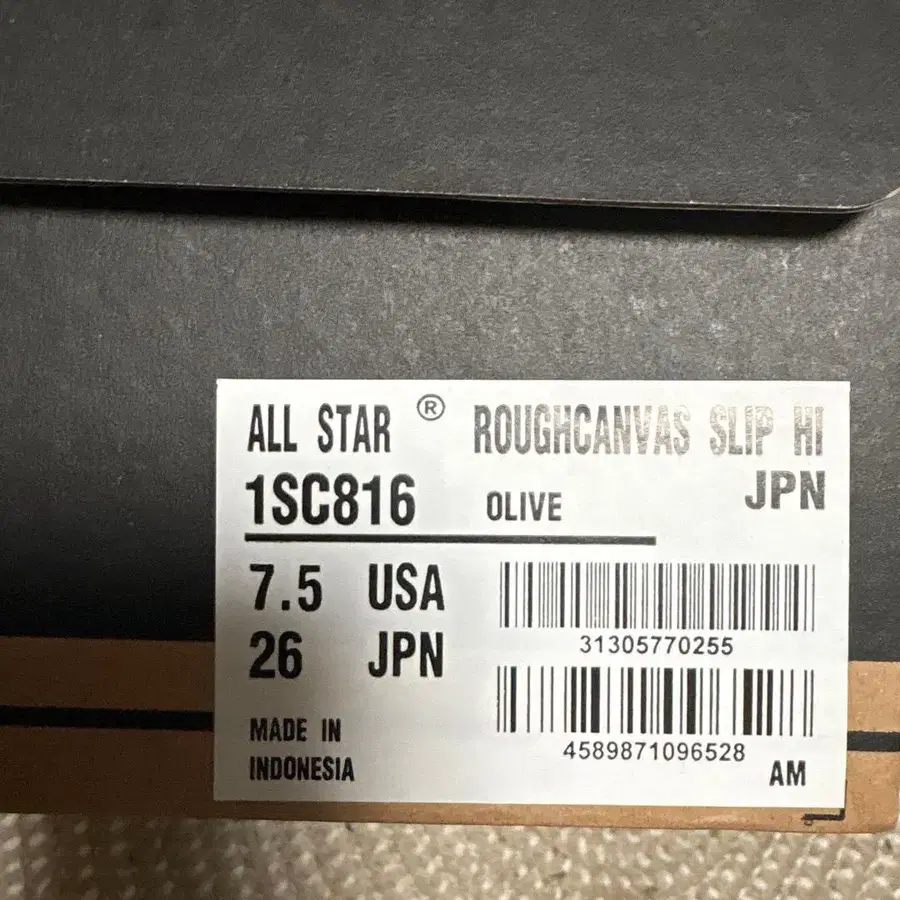 ALL STAR ® ROUGHCANVAS SLIP HI
1SC816 OLIVE JPN
7.5 USA
26 JPN
31305770255
MADE IN
INDONESIA
4589871096528
AM